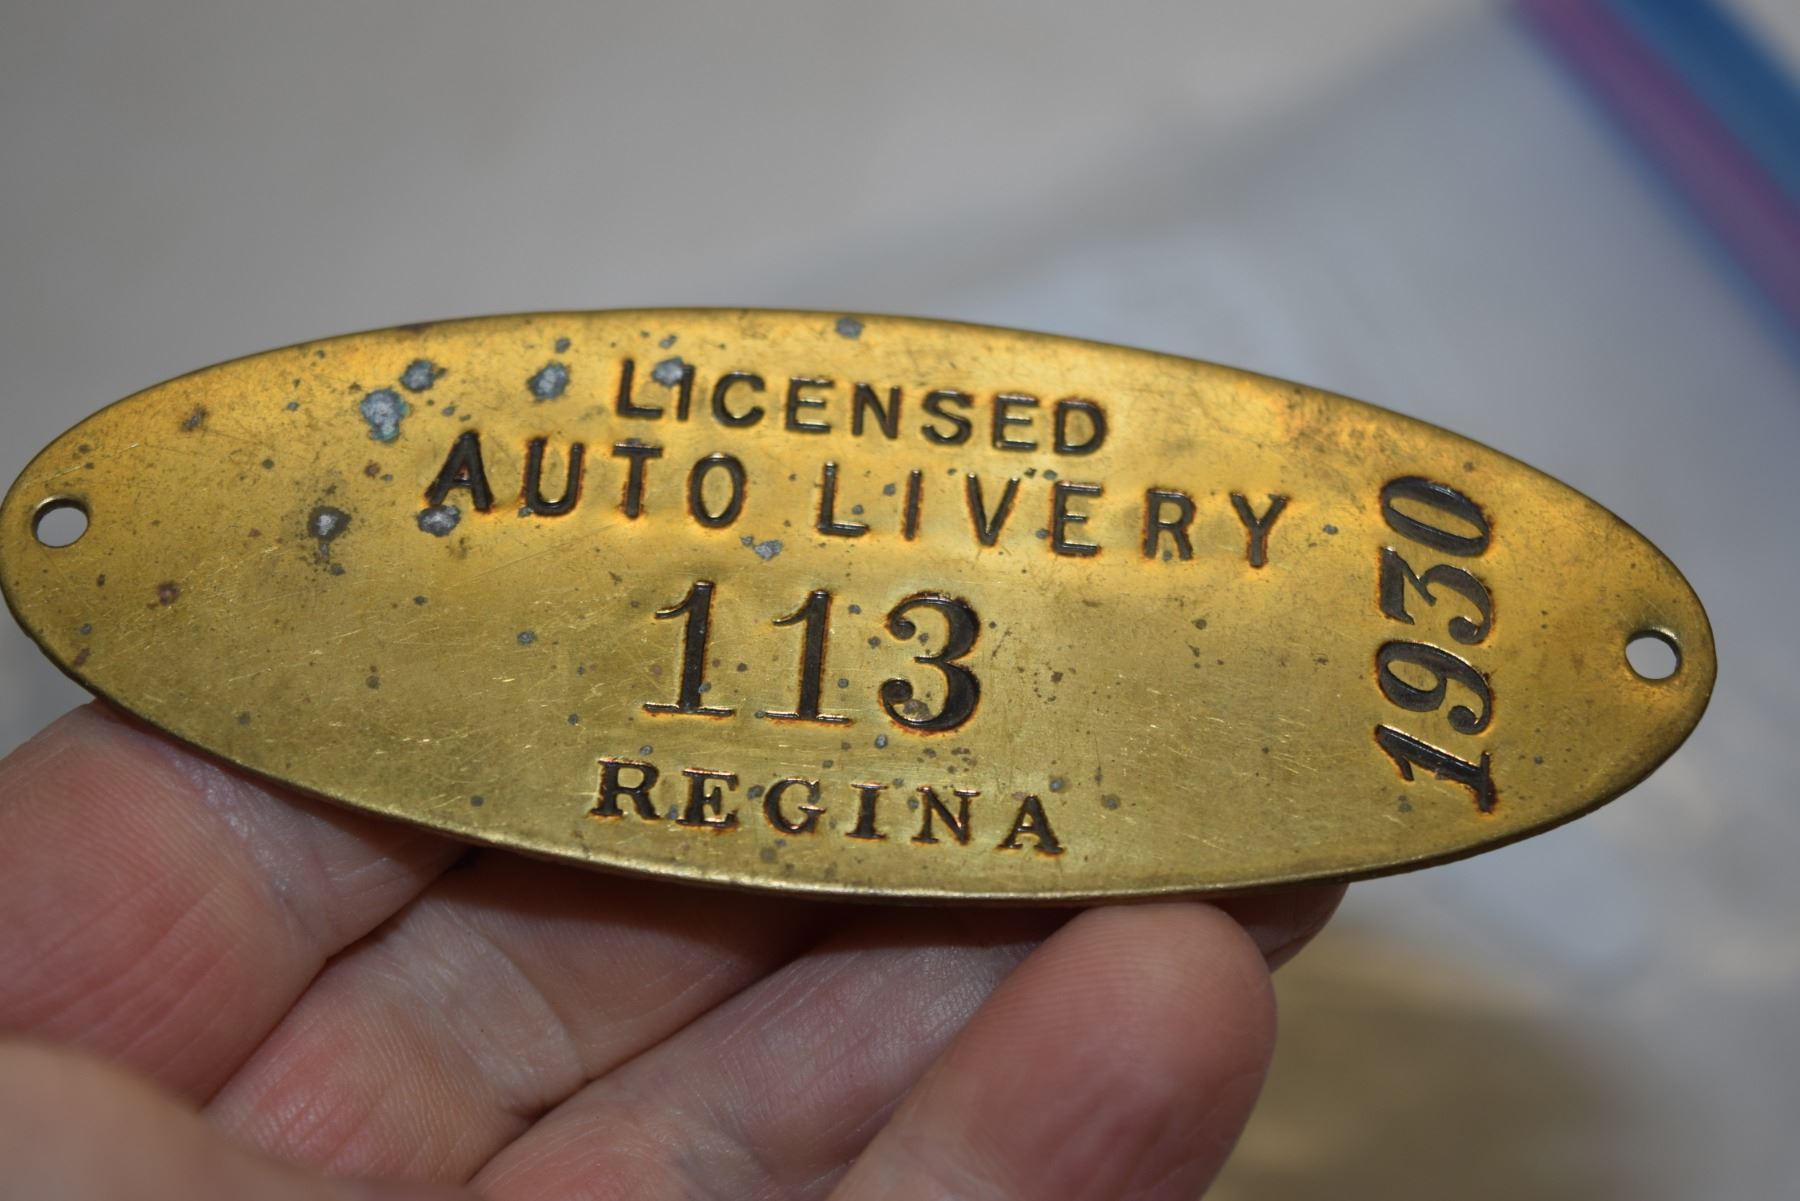 LICENSED
AUTO LIVERY
113
REGINA
1930